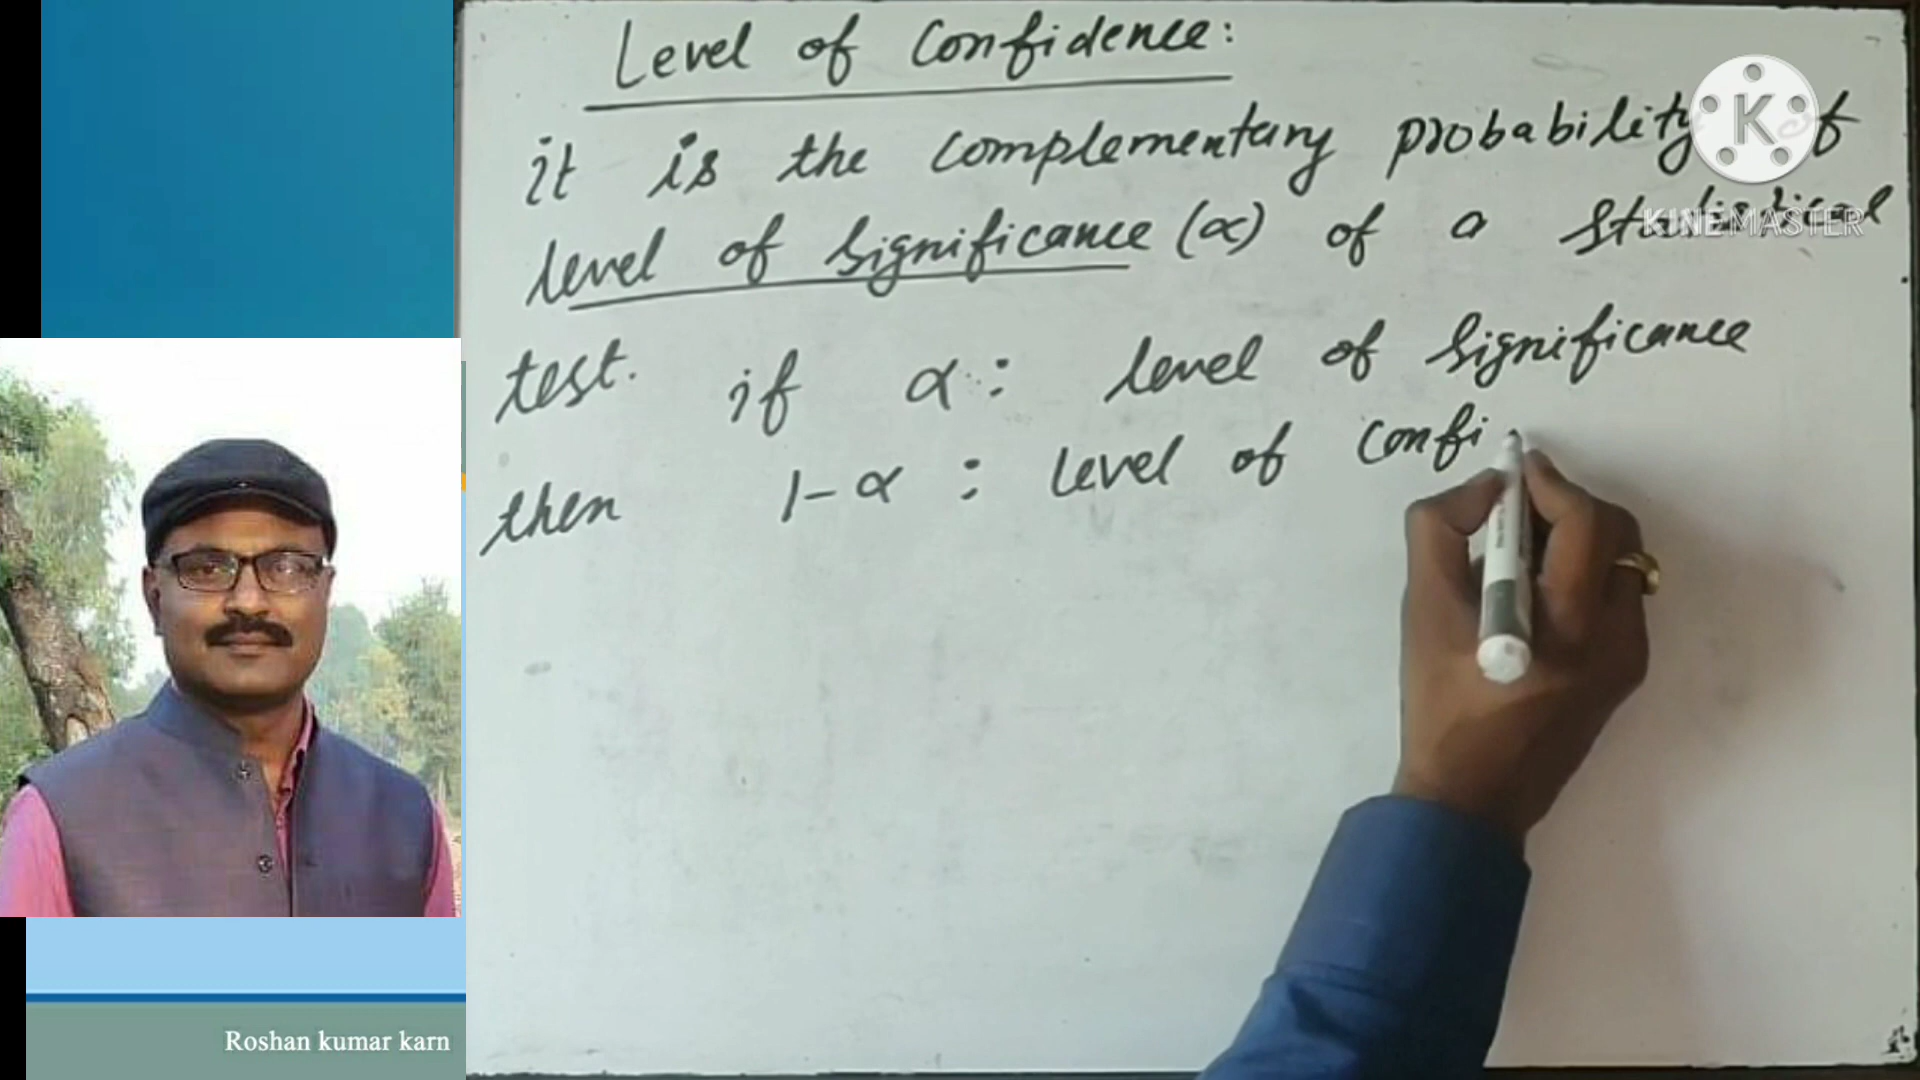 Level of Confidence:
it is the complementary probability of
level of significance (α) of a statistical
test. if α : level of significance
then 1-α : level of confi
K
KINEMASTER
Roshan kumar karn